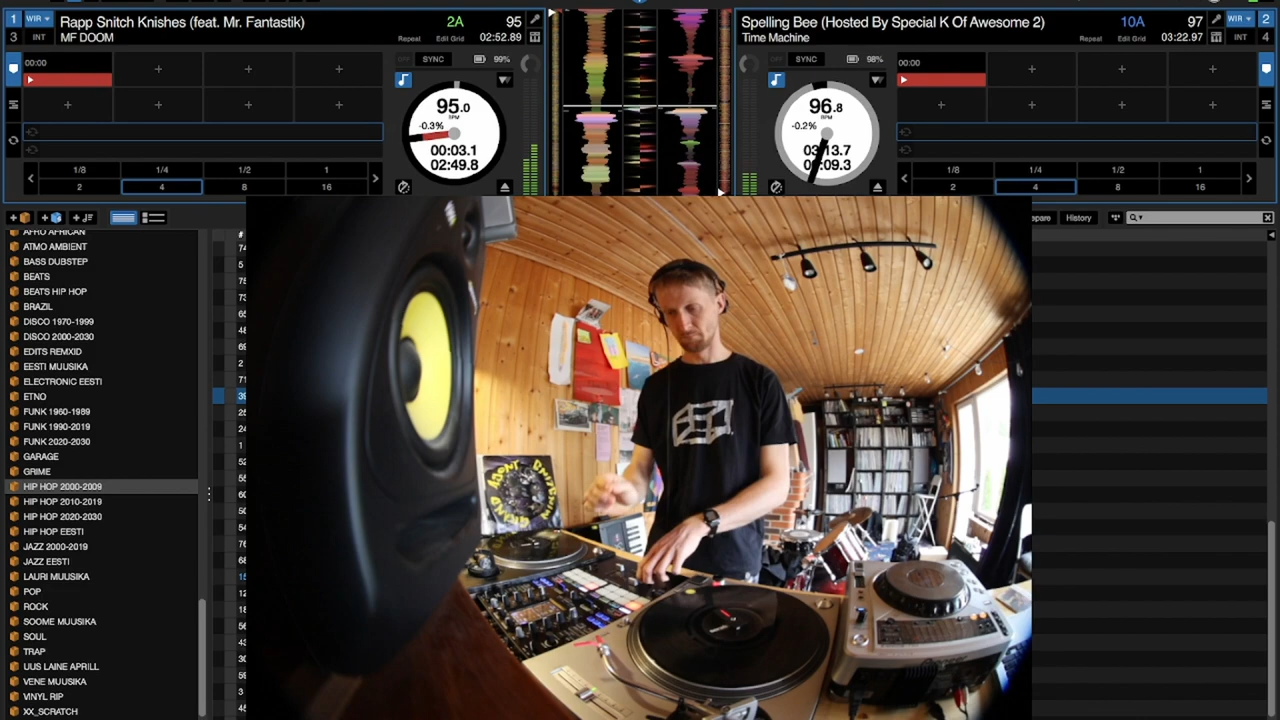 1 WIR Rapp Snitch Knishes (feat. Mr. Fantastik) 2A 95
3 INT MF DOOM Repeat Edit Grid 02:52.89
Spelling Bee (Hosted By Special K Of Awesome 2) 10A 97 WIR 2
Time Machine Repeat Edit Grid 03:22.97 INT 4
OFF SYNC 99%
OFF SYNC 98%
00:00
00:00
95.0
BPM
-0.3%
00:03.1
02:49.8
96.8
BPM
-0.2%
1/8 1/4 1/2 1
2 4 8 16
1/8 1/4 1/2 1
2 4 8 16
History
#
AFRO AFRICAN
ATMO AMBIENT
BASS DUBSTEP
BEATS
BEATS HIP HOP
BRAZIL
DISCO 1970-1999
DISCO 2000-2030
EDITS REMXID
EESTI MUUSIKA
ELECTRONIC EESTI
ETNO
FUNK 1960-1989
FUNK 1990-2019
FUNK 2020-2030
GARAGE
GRIME
HIP HOP 2000-2009
HIP HOP 2010-2019
HIP HOP 2020-2030
HIP HOP EESTI
JAZZ 2000-2019
JAZZ EESTI
LAURI MUUSIKA
POP
ROCK
SOOME MUUSIKA
SOUL
TRAP
UUS LAINE APRILL
VENE MUUSIKA
VINYL RIP
XX_SCRATCH